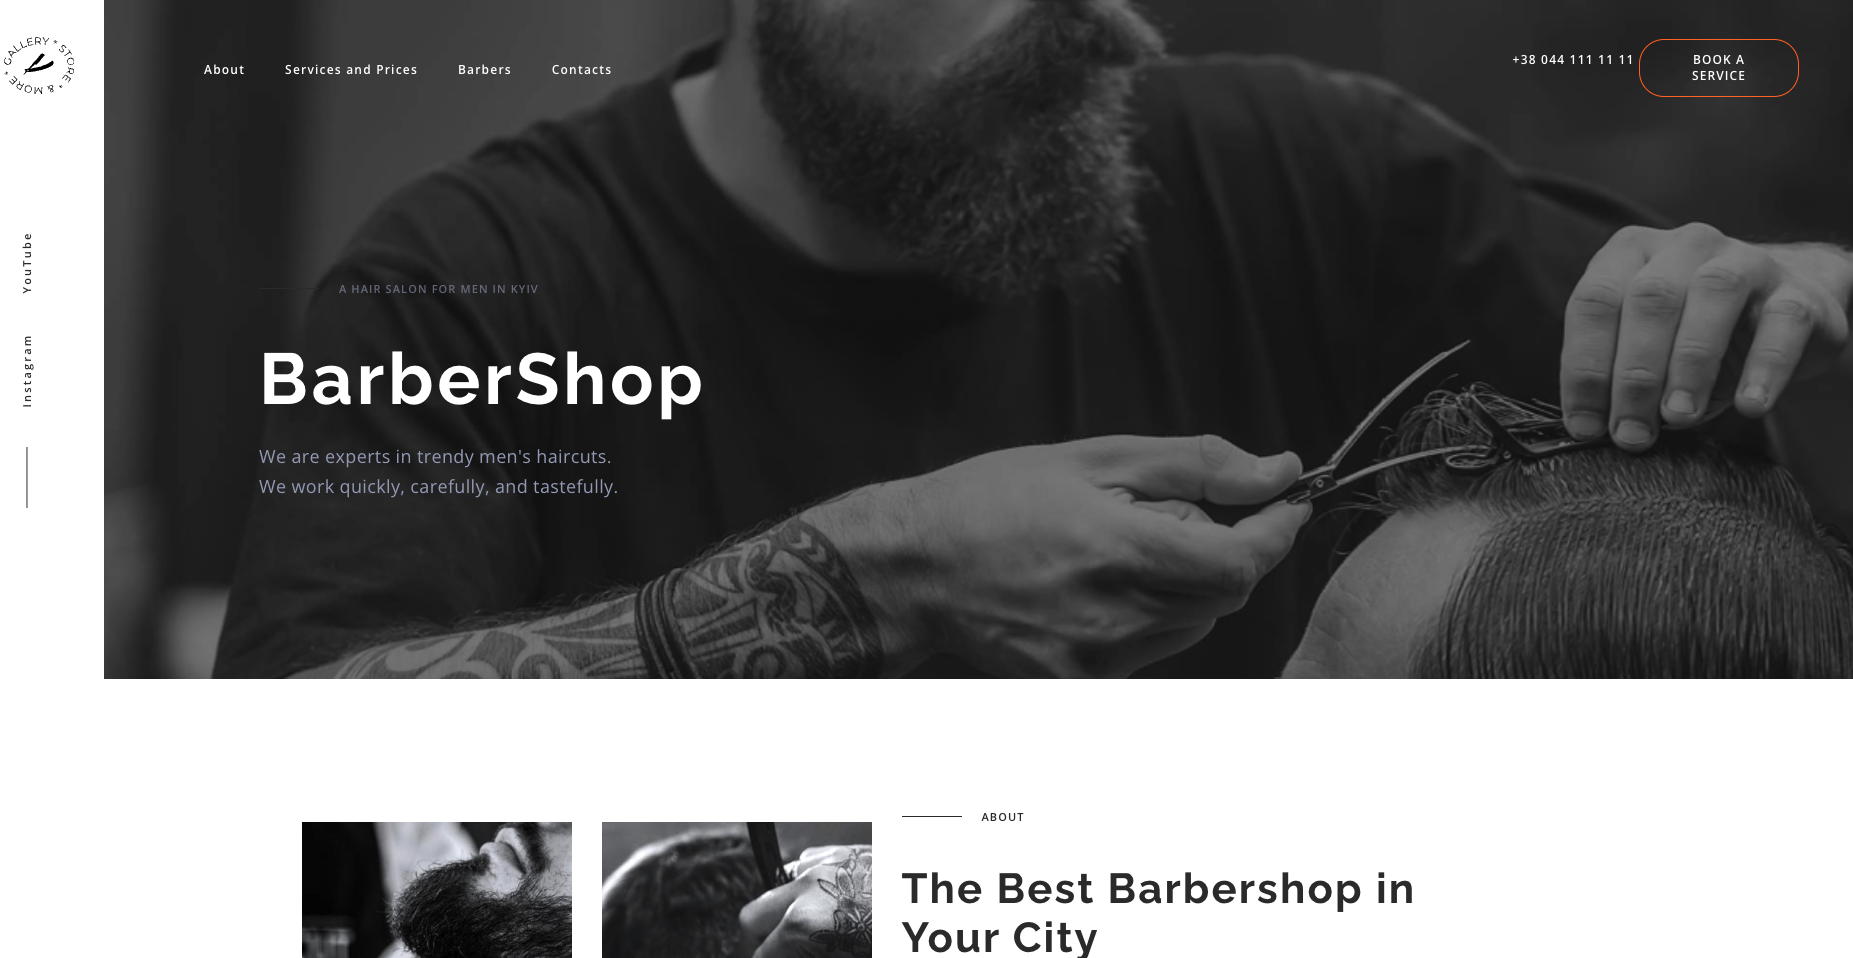 GALLERY * STORE * & MORE *
About
Services and Prices
Barbers
Contacts
+38 044 111 11 11
BOOK A
SERVICE
YouTube
Instagram
A HAIR SALON FOR MEN IN KYIV
BarberShop
We are experts in trendy men's haircuts.
We work quickly, carefully, and tastefully.
ABOUT
The Best Barbershop in
Your City